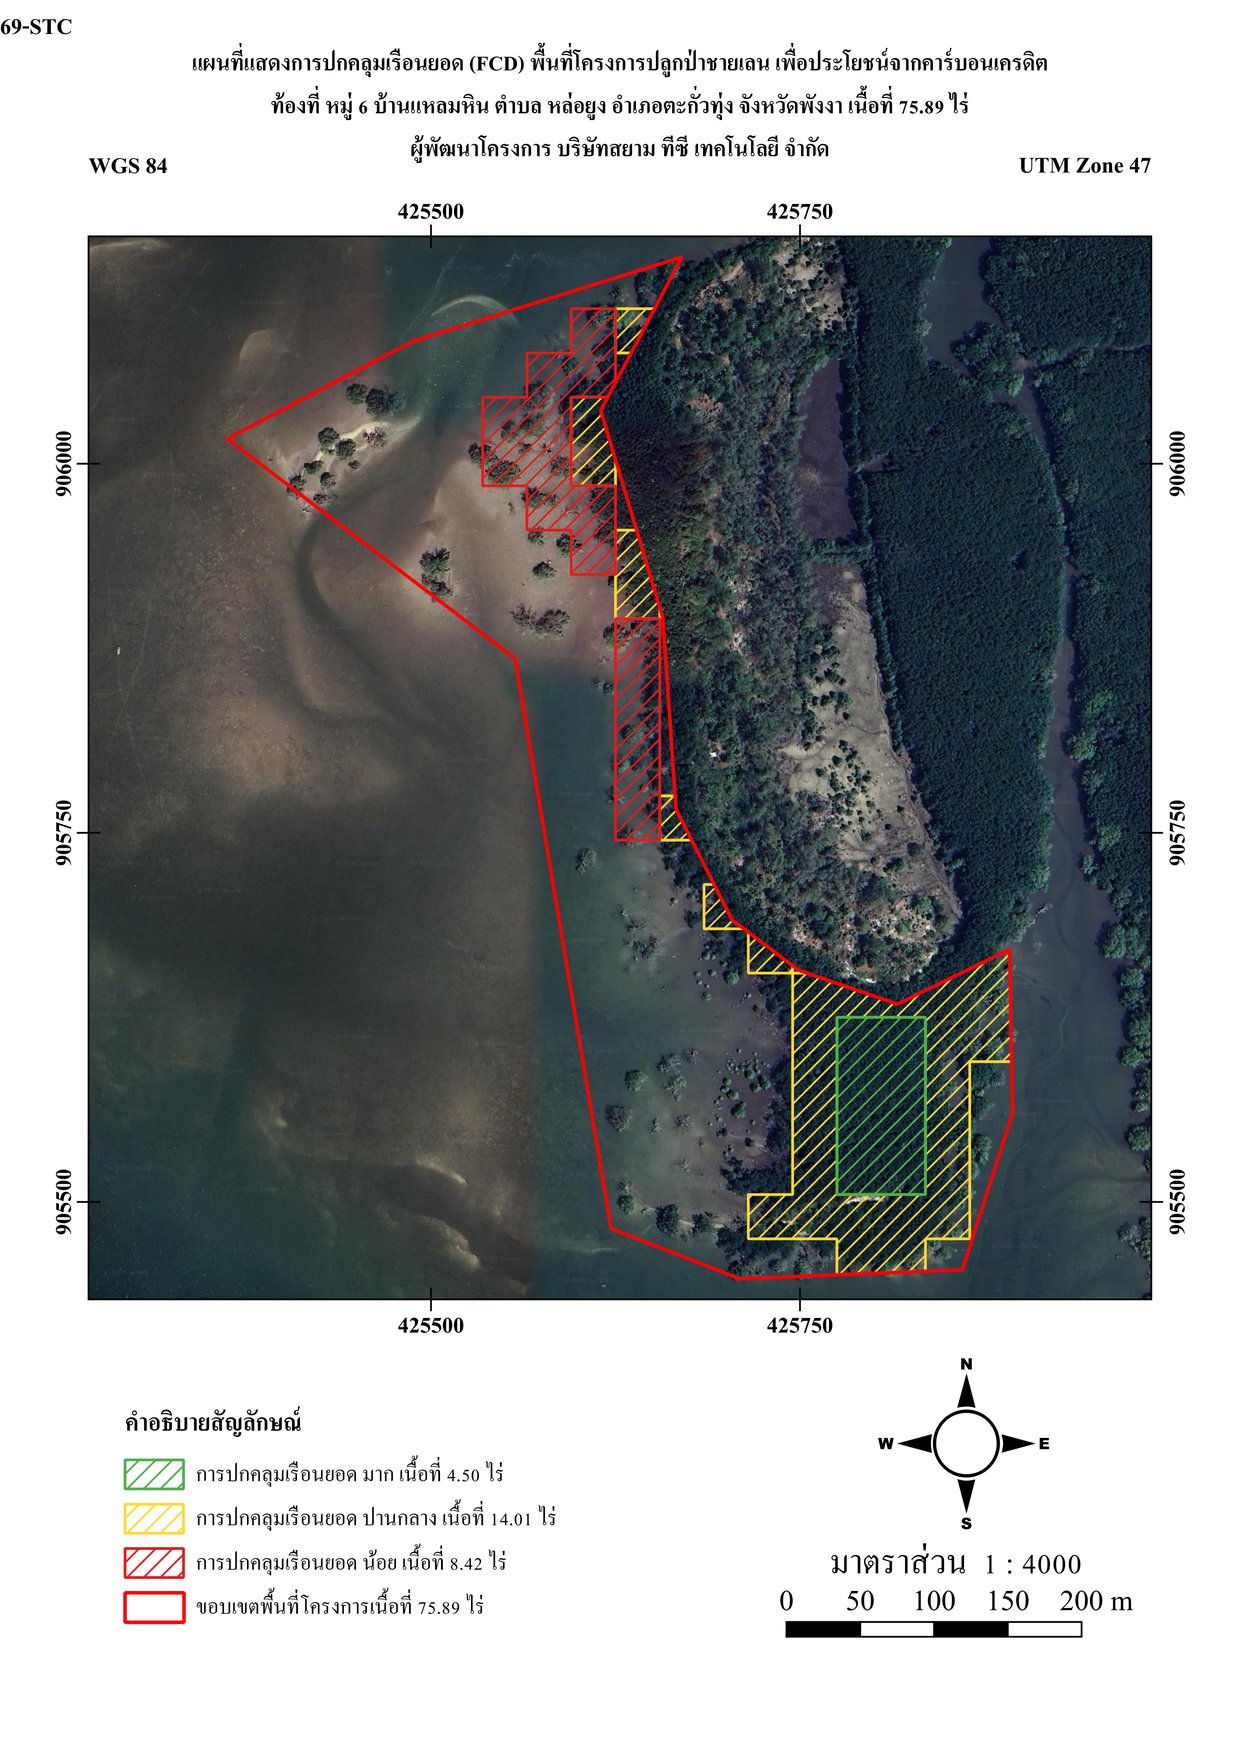 69-STC
แผนที่แสดงการปกคลุมเรือนยอด (FCD) พื้นที่โครงการปลูกป่าชายเลน เพื่อประโยชน์จากคาร์บอนเครดิต
ท้องที่ หมู่ 6 บ้านแหลมหิน ตำบล หล่อยูง อำเภอตะกั่วทุ่ง จังหวัดพังงา เนื้อที่ 75.89 ไร่
ผู้พัฒนาโครงการ บริษัทสยาม ทีซี เทคโนโลยี จำกัด
WGS 84
UTM Zone 47
425500
425750
906000
906000
905750
905750
905500
905500
425500
425750
N
W
E
S
คำอธิบายสัญลักษณ์
การปกคลุมเรือนยอด มาก เนื้อที่ 4.50 ไร่
การปกคลุมเรือนยอด ปานกลาง เนื้อที่ 14.01 ไร่
การปกคลุมเรือนยอด น้อย เนื้อที่ 8.42 ไร่
ขอบเขตพื้นที่โครงการเนื้อที่ 75.89 ไร่
มาตราส่วน 1 : 4000
0 50 100 150 200 m